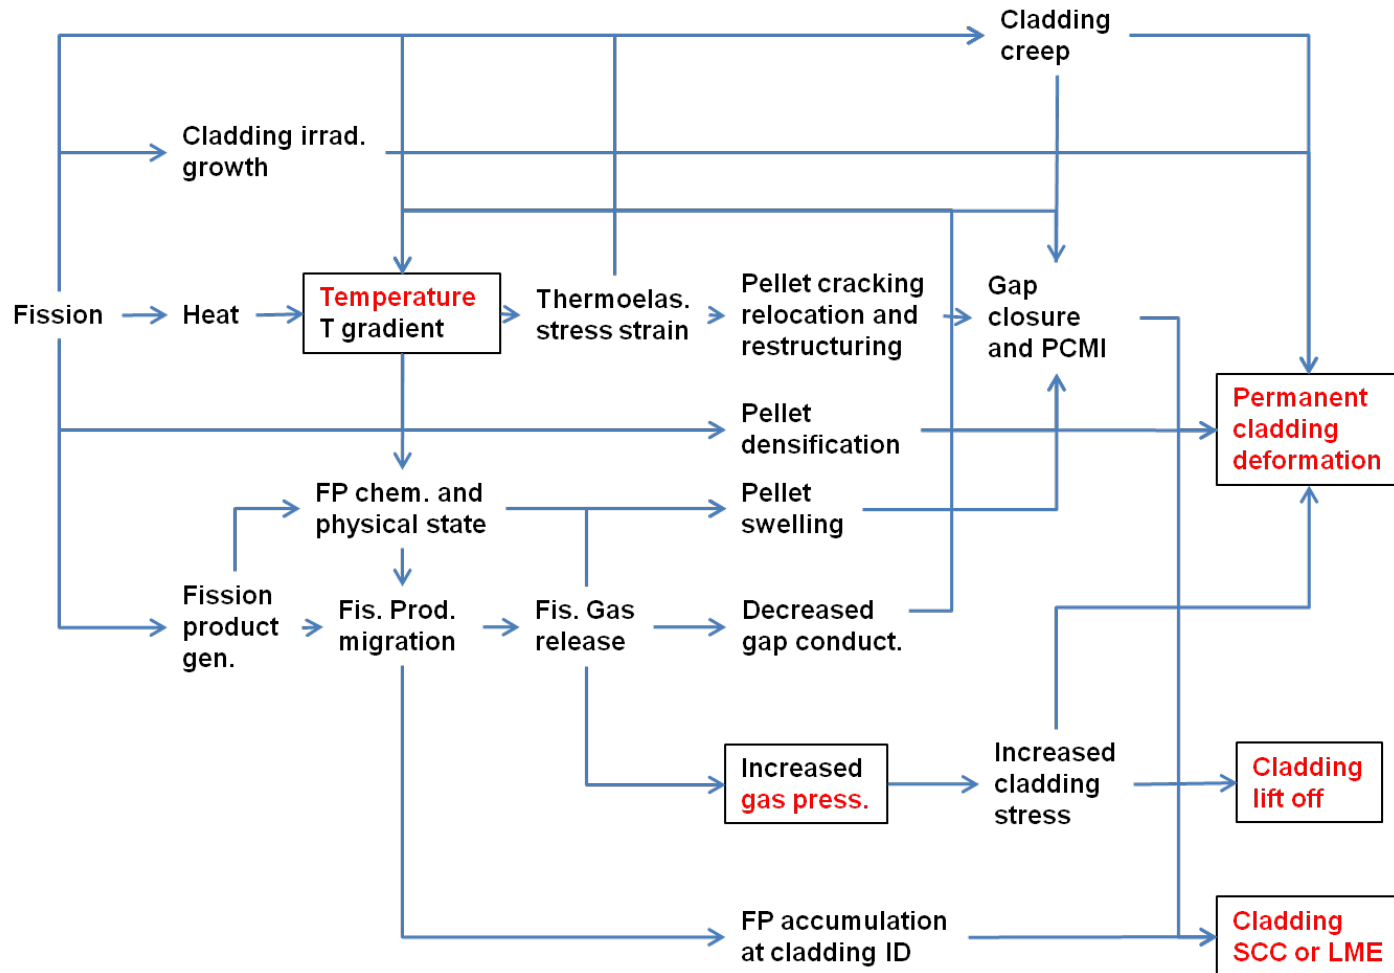 Cladding
creep
Cladding irrad.
growth
Fission
Heat
Temperature
T gradient
Thermoelas.
stress strain
Pellet cracking
relocation and
restructuring
Gap
closure
and PCMI
Permanent
cladding
deformation
Pellet
densification
FP chem. and
physical state
Pellet
swelling
Fission
product
gen.
Fis. Prod.
migration
Fis. Gas
release
Decreased
gap conduct.
Increased
gas press.
Increased
cladding
stress
Cladding
lift off
FP accumulation
at cladding ID
Cladding
SCC or LME